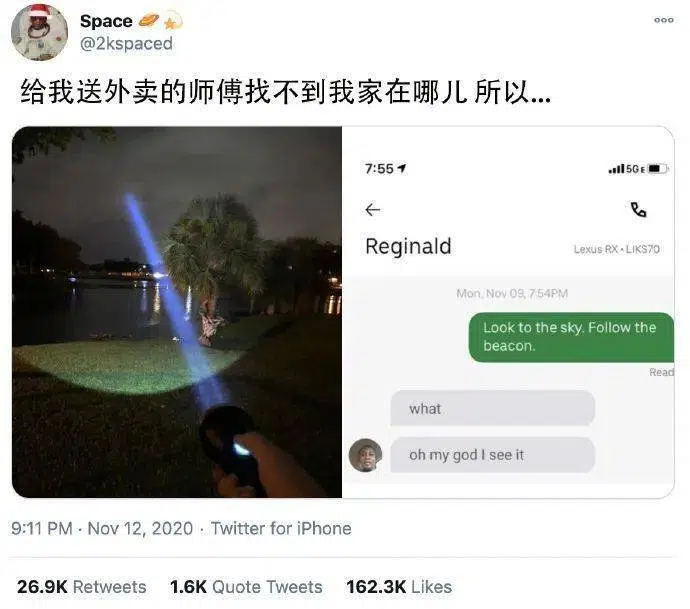 Space
@2kspaced
给我送外卖的师傅找不到我家在哪儿 所以...
7:55
5G E
Reginald
Lexus RX • LIKS70
Mon, Nov 09, 7:54PM
Look to the sky. Follow the
beacon.
Read
what
oh my god I see it
9:11 PM · Nov 12, 2020 · Twitter for iPhone
26.9K Retweets 1.6K Quote Tweets 162.3K Likes